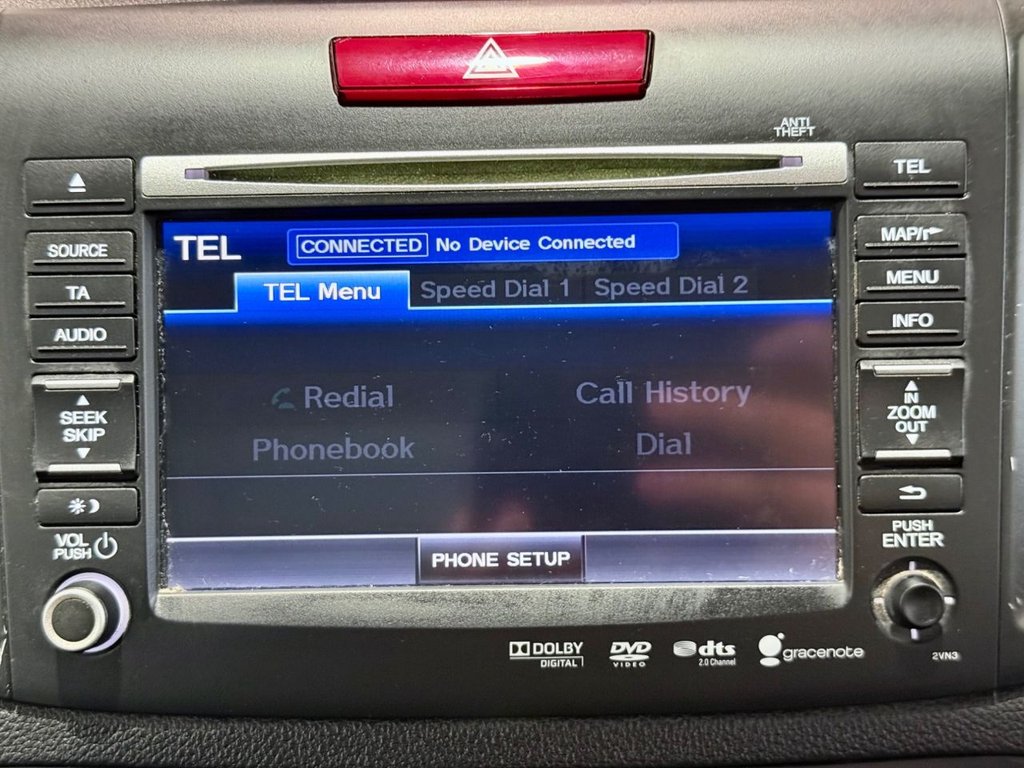 ANTI
THEFT
TEL
SOURCE
MAP/
TA
MENU
AUDIO
INFO
SEEK
SKIP
IN
ZOOM
OUT
VOL
PUSH
PUSH
ENTER
TEL
CONNECTED No Device Connected
TEL Menu Speed Dial 1 Speed Dial 2
Redial Call History
Phonebook Dial
PHONE SETUP
DOLBY
DIGITAL
DVD
VIDEO
dts
2.0 Channel
gracenote
2VN3